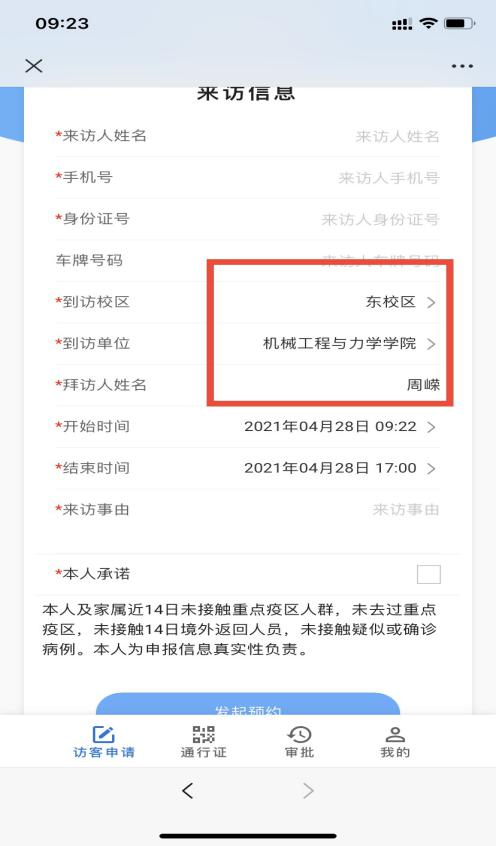 09:23
来访信息
*来访人姓名 来访人姓名
*手机号 来访人手机号
*身份证号 来访人身份证号
车牌号码 来访人车牌号码
*到访校区 东校区 >
*到访单位 机械工程与力学学院 >
*拜访人姓名 周嵘
*开始时间 2021年04月28日 09:22 >
*结束时间 2021年04月28日 17:00 >
*来访事由 来访事由
*本人承诺
本人及家属近14日未接触重点疫区人群，未去过重点
疫区，未接触14日境外返回人员，未接触疑似或确诊
病例。本人为申报信息真实性负责。
发起预约
访客申请 通行证 审批 我的